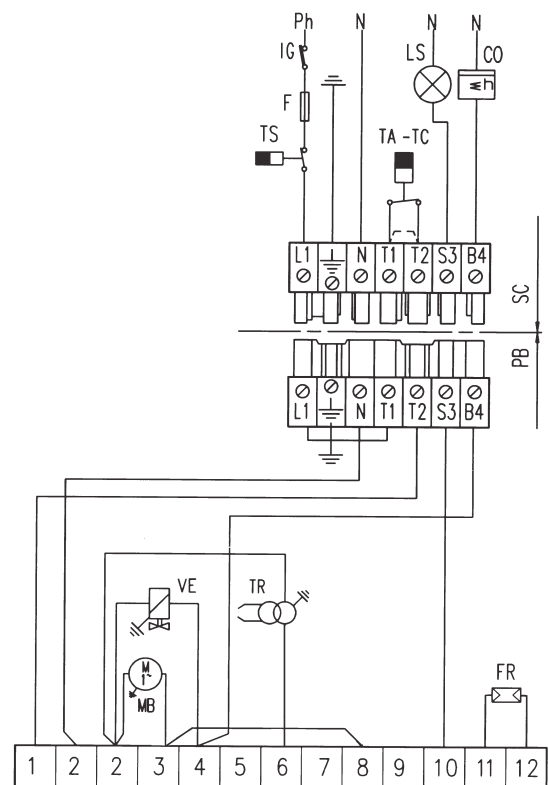 Ph N N N
IG LS CO
F h
TS TA -TC
L1 N T1 T2 S3 B4
SC
PB
L1 N T1 T2 S3 B4
VE TR
M
1~
MB FR
1 2 2 3 4 5 6 7 8 9 10 11 12